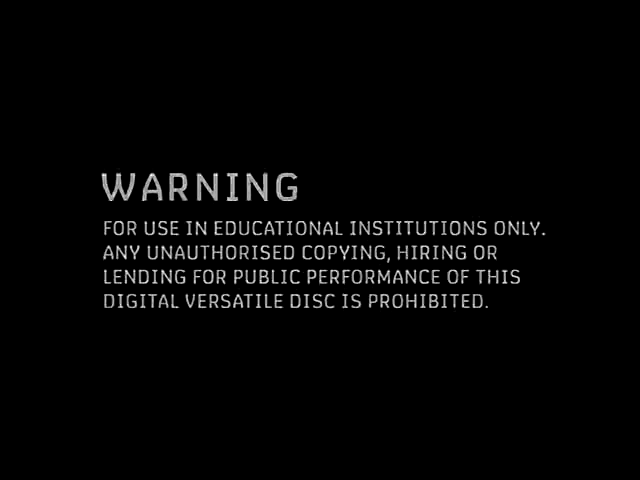 WARNING
FOR USE IN EDUCATIONAL INSTITUTIONS ONLY.
ANY UNAUTHORISED COPYING, HIRING OR
LENDING FOR PUBLIC PERFORMANCE OF THIS
DIGITAL VERSATILE DISC IS PROHIBITED.